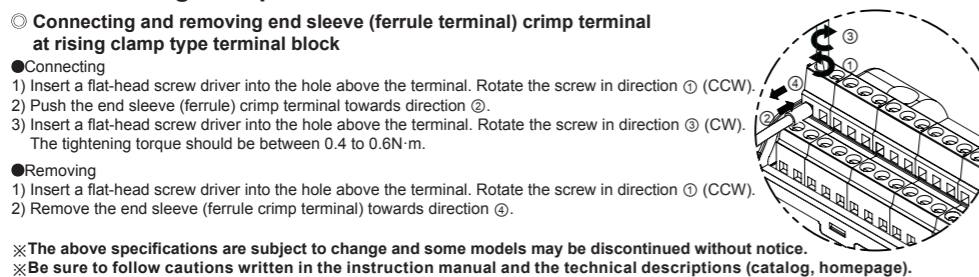 ◎ Connecting and removing end sleeve (ferrule terminal) crimp terminal
at rising clamp type terminal block
●Connecting
1) Insert a flat-head screw driver into the hole above the terminal. Rotate the screw in direction ① (CCW).
2) Push the end sleeve (ferrule) crimp terminal towards direction ②.
3) Insert a flat-head screw driver into the hole above the terminal. Rotate the screw in direction ③ (CW).
The tightening torque should be between 0.4 to 0.6N·m.
●Removing
1) Insert a flat-head screw driver into the hole above the terminal. Rotate the screw in direction ① (CCW).
2) Remove the end sleeve (ferrule crimp terminal) towards direction ④.
※The above specifications are subject to change and some models may be discontinued without notice.
※Be sure to follow cautions written in the instruction manual and the technical descriptions (catalog, homepage).
③
①
④
②